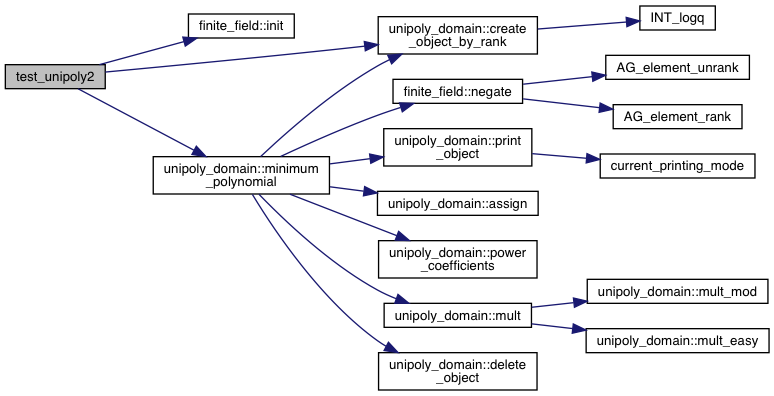 test_unipoly2
finite_field::init
unipoly_domain::create
_object_by_rank
INT_logq
finite_field::negate
AG_element_unrank
AG_element_rank
unipoly_domain::minimum
_polynomial
unipoly_domain::print
_object
current_printing_mode
unipoly_domain::assign
unipoly_domain::power
_coefficients
unipoly_domain::mult
unipoly_domain::mult_mod
unipoly_domain::mult_easy
unipoly_domain::delete
_object